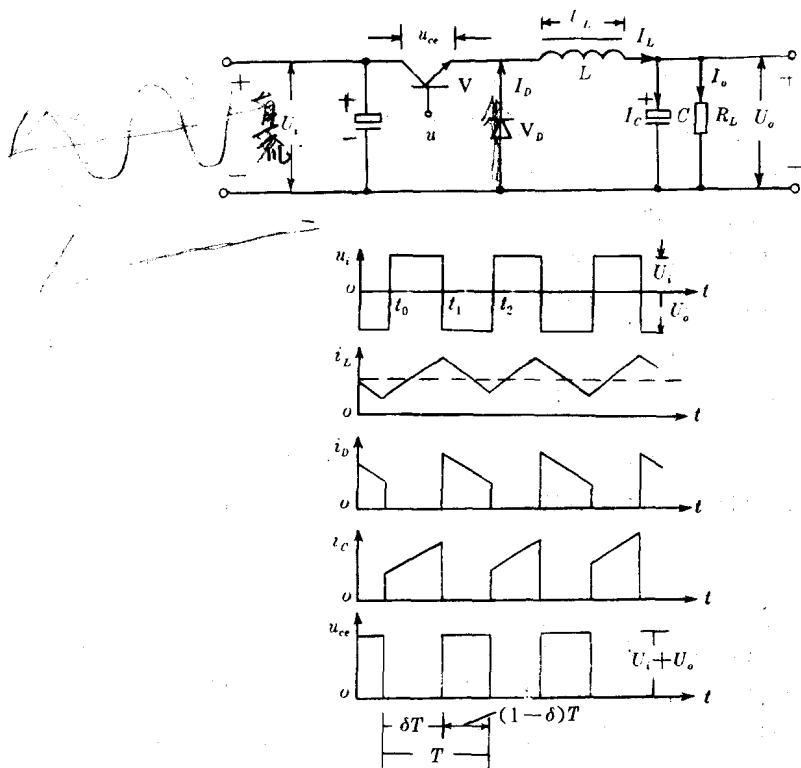 u_ce
l_L
I_L
L
+
直流
U_i
+
−
V
u
I_D
V_D
I_C
+
C
I_o
R_L
U_o
+
−
−
u_i
o
t_0
t_1
t_2
t
U_i
U_o
i_L
o
t
i_D
o
t
i_C
o
t
u_ce
o
t
U_i+U_o
δT
(1−δ)T
T